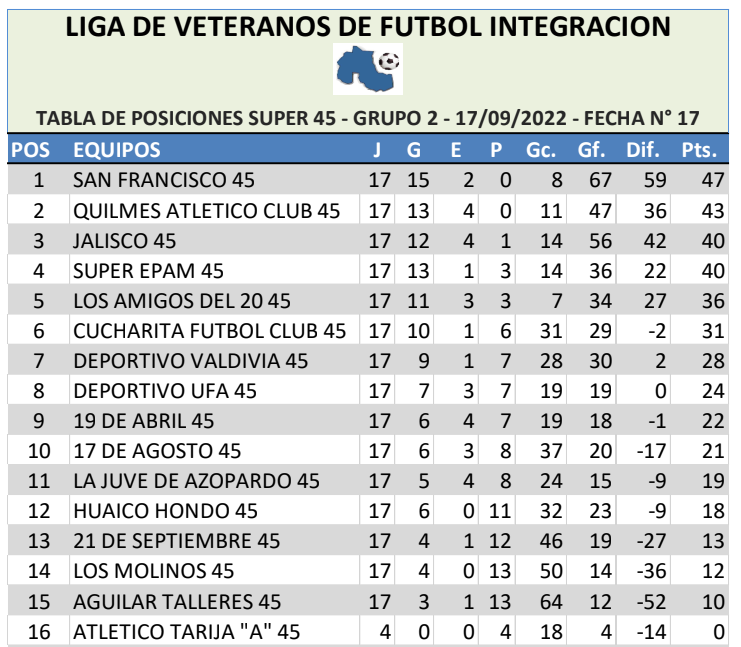 LIGA DE VETERANOS DE FUTBOL INTEGRACION
TABLA DE POSICIONES SUPER 45 - GRUPO 2 - 17/09/2022 - FECHA N° 17
POS EQUIPOS J G E P Gc. Gf. Dif. Pts.
1 SAN FRANCISCO 45 17 15 2 0 8 67 59 47
2 QUILMES ATLETICO CLUB 45 17 13 4 0 11 47 36 43
3 JALISCO 45 17 12 4 1 14 56 42 40
4 SUPER EPAM 45 17 13 1 3 14 36 22 40
5 LOS AMIGOS DEL 20 45 17 11 3 3 7 34 27 36
6 CUCHARITA FUTBOL CLUB 45 17 10 1 6 31 29 -2 31
7 DEPORTIVO VALDIVIA 45 17 9 1 7 28 30 2 28
8 DEPORTIVO UFA 45 17 7 3 7 19 19 0 24
9 19 DE ABRIL 45 17 6 4 7 19 18 -1 22
10 17 DE AGOSTO 45 17 6 3 8 37 20 -17 21
11 LA JUVE DE AZOPARDO 45 17 5 4 8 24 15 -9 19
12 HUAICO HONDO 45 17 6 0 11 32 23 -9 18
13 21 DE SEPTIEMBRE 45 17 4 1 12 46 19 -27 13
14 LOS MOLINOS 45 17 4 0 13 50 14 -36 12
15 AGUILAR TALLERES 45 17 3 1 13 64 12 -52 10
16 ATLETICO TARIJA "A" 45 4 0 0 4 18 4 -14 0